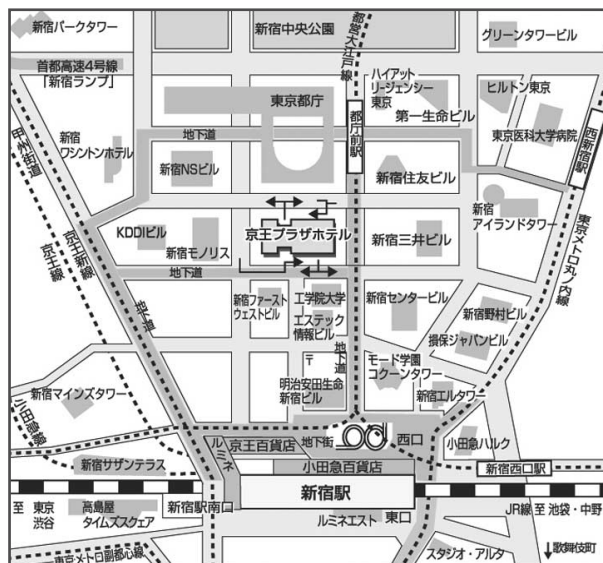 新宿パークタワー
新宿中央公園
都営大江戸線
グリーンタワービル
首都高速4号線
「新宿ランプ」
ハイアット
リージェンシー
東京
ヒルトン東京
東京都庁
都庁前駅
第一生命ビル
西新宿駅
甲州街道
新宿
ワシントンホテル
地下道
東京医科大学病院
新宿NSビル
新宿住友ビル
京王新線
京王線
KDDIビル
新宿モノリス
京王プラザホテル
新宿三井ビル
新宿
アイランドタワー
東京メトロ丸ノ内線
地下道
地下道
新宿ファースト
ウェストビル
工学院大学
エステック
情報ビル
地下道
新宿センタービル
新宿野村ビル
損保ジャパンビル
〒
モード学園
コクーンタワー
新宿マインズタワー
明治安田生命
新宿ビル
新宿エルタワー
小田急線
ルミネ
京王百貨店
地下街
西口
小田急ハルク
新宿サザンテラス
小田急百貨店
新宿西口駅
至
東京
渋谷
高島屋
タイムズスクェア
新宿駅南口
新宿駅
ルミネエスト
東口
JR線 至 池袋・中野
東京メトロ副都心線
スタジオ・アルタ
歌舞伎町